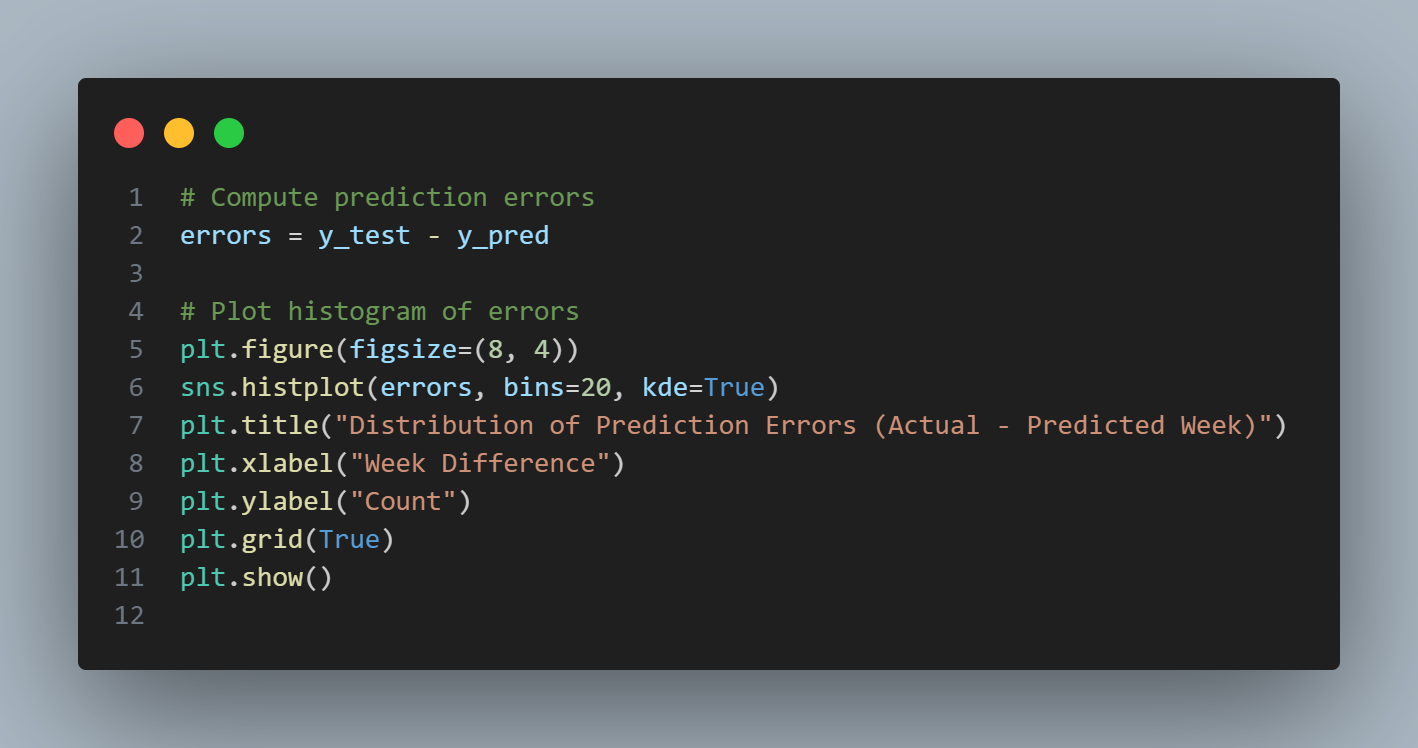 1 # Compute prediction errors
2 errors = y_test - y_pred
3
4 # Plot histogram of errors
5 plt.figure(figsize=(8, 4))
6 sns.histplot(errors, bins=20, kde=True)
7 plt.title("Distribution of Prediction Errors (Actual - Predicted Week)")
8 plt.xlabel("Week Difference")
9 plt.ylabel("Count")
10 plt.grid(True)
11 plt.show()
12